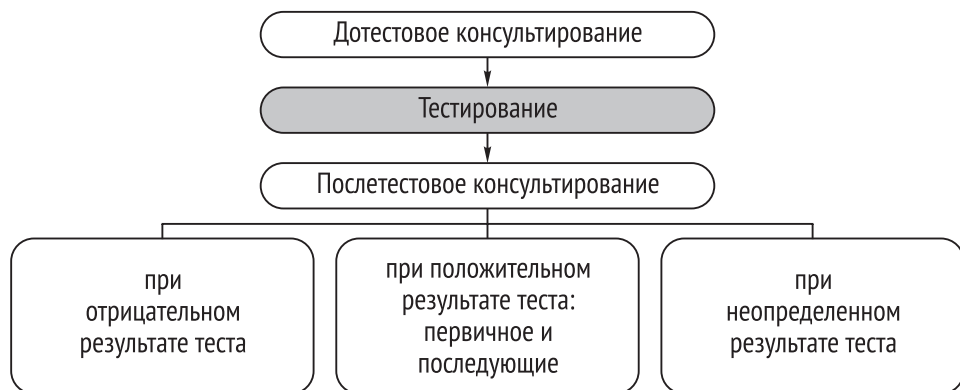 Дотестовое консультирование
Тестирование
Послетестовое консультирование
при
отрицательном
результате теста
при положительном
результате теста:
первичное и
последующие
при
неопределенном
результате теста